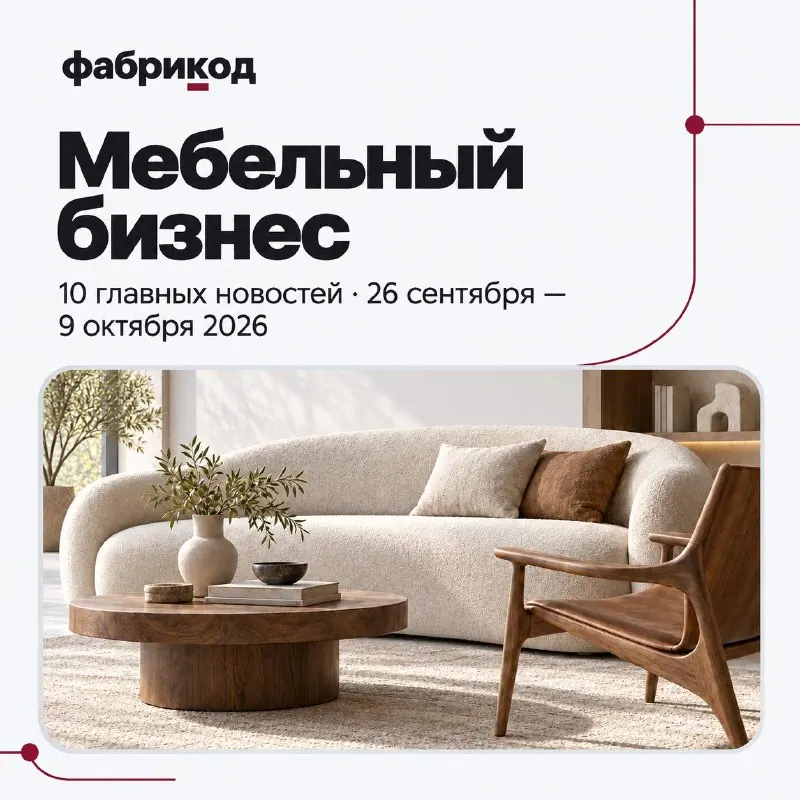 фабрикод
Мебельный
бизнес
10 главных новостей · 26 сентября —
9 октября 2026